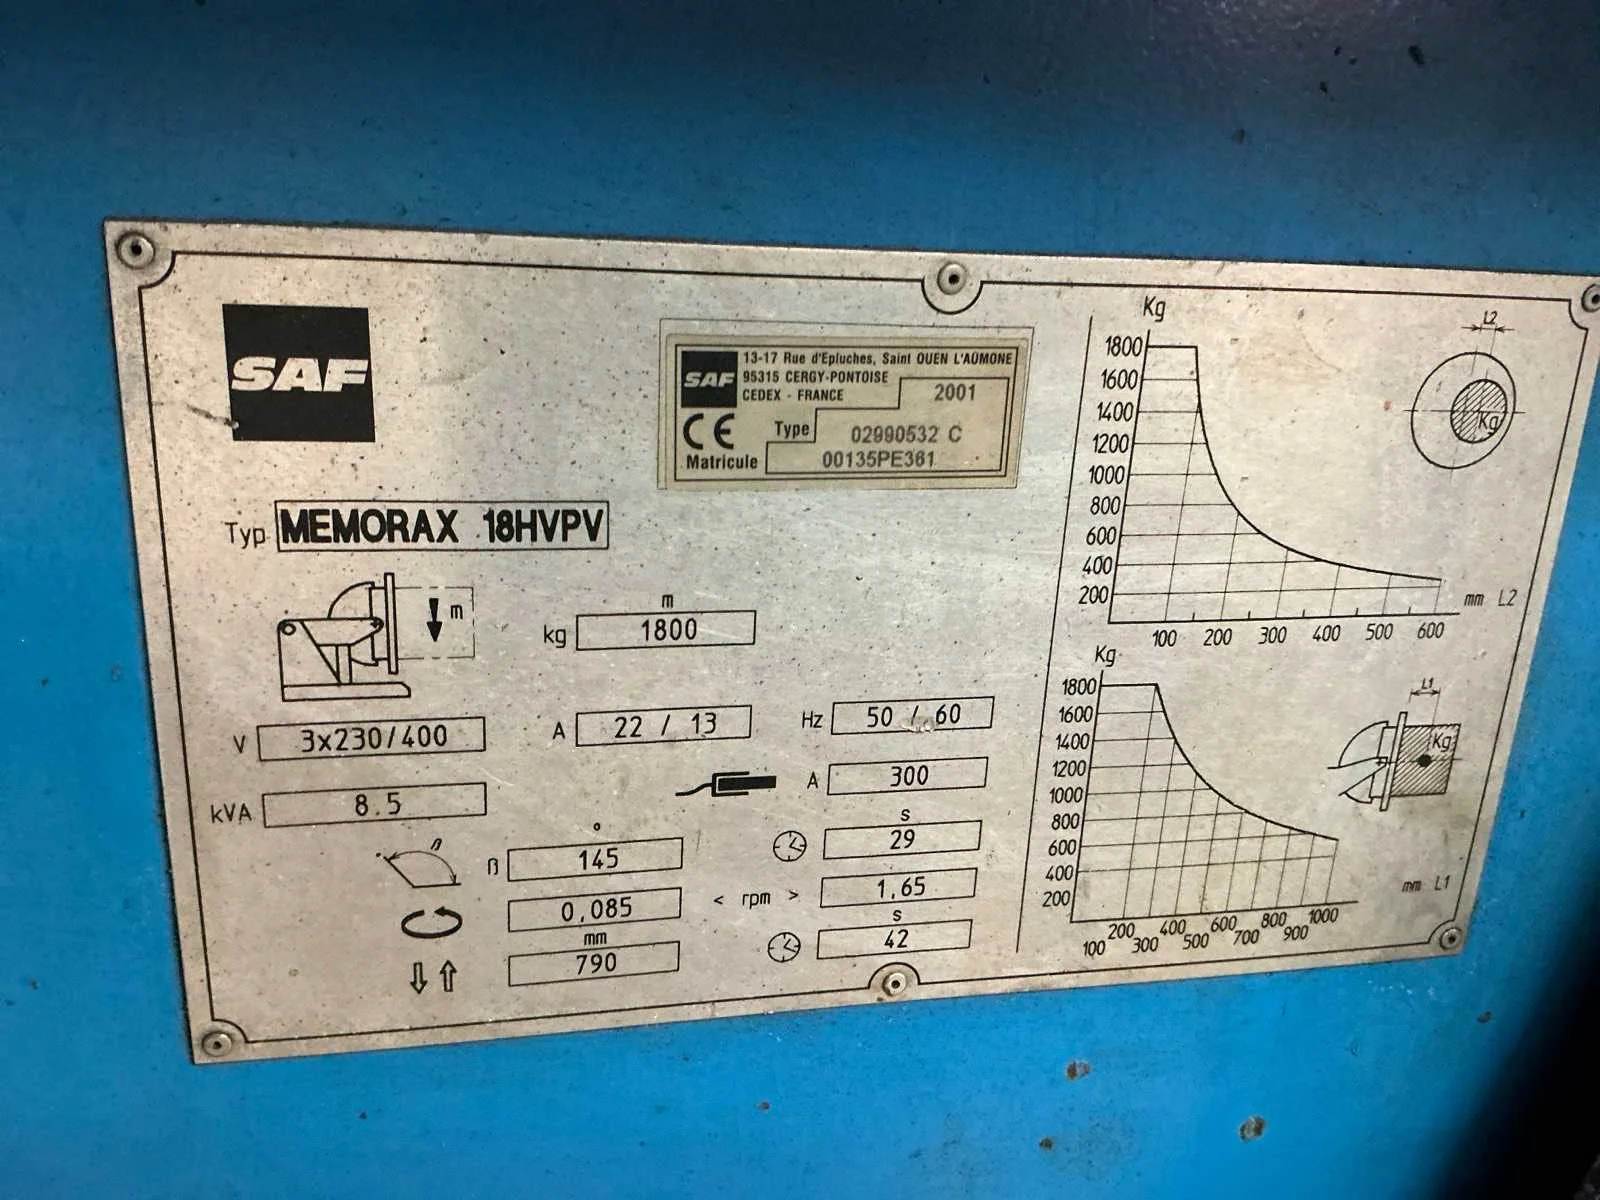 SAF
SAF
13-17 Rue d'Epluches, Saint OUEN L'AÛMONE
95315 CERGY-PONTOISE
CEDEX - FRANCE
2001
CE
Type
02990532 C
Matricule
00135PE361
Typ MEMORAX 18HVPV
m
m
kg 1800
V 3x230/400
A 22 / 13
Hz 50 / 60
kVA 8.5
A 300
β
°
β 145
s
29
0,085
< rpm >
1,65
mm
790
s
42
Kg
1800
1600
1400
1200
1000
800
600
400
200
100 200 300 400 500 600
mm L2
L2
Kg
Kg
1800
1600
1400
1200
1000
800
600
400
200
100 200 300 400 500 600 700 800 900 1000
mm L1
L1
Kg